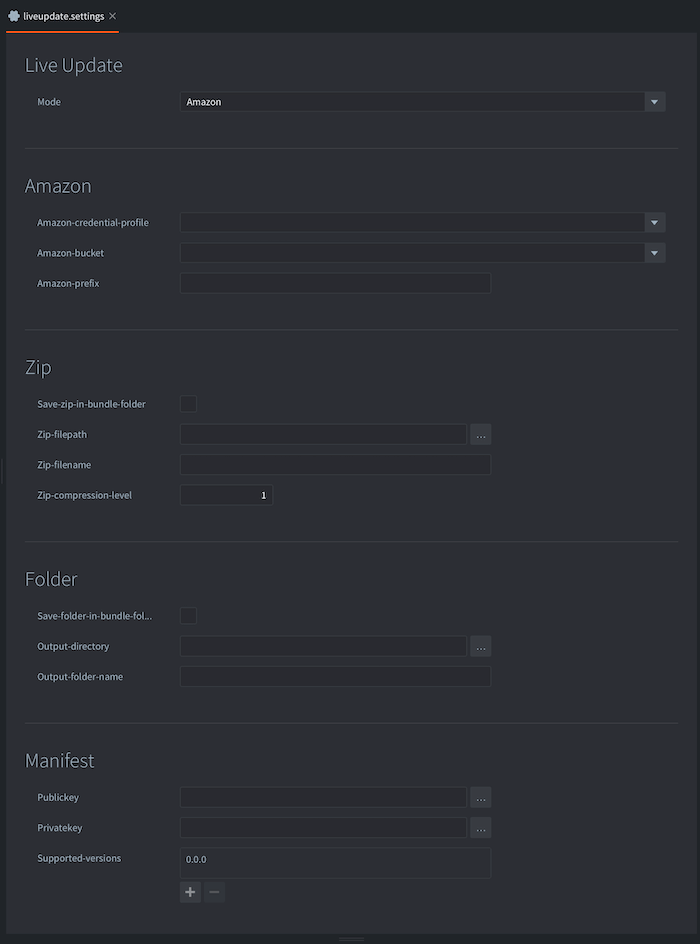 liveupdate.settings
Live Update
Mode Amazon
Amazon
Amazon-credential-profile
Amazon-bucket
Amazon-prefix
Zip
Save-zip-in-bundle-folder
Zip-filepath ...
Zip-filename
Zip-compression-level 1
Folder
Save-folder-in-bundle-fol...
Output-directory ...
Output-folder-name
Manifest
Publickey ...
Privatekey ...
Supported-versions 0.0.0